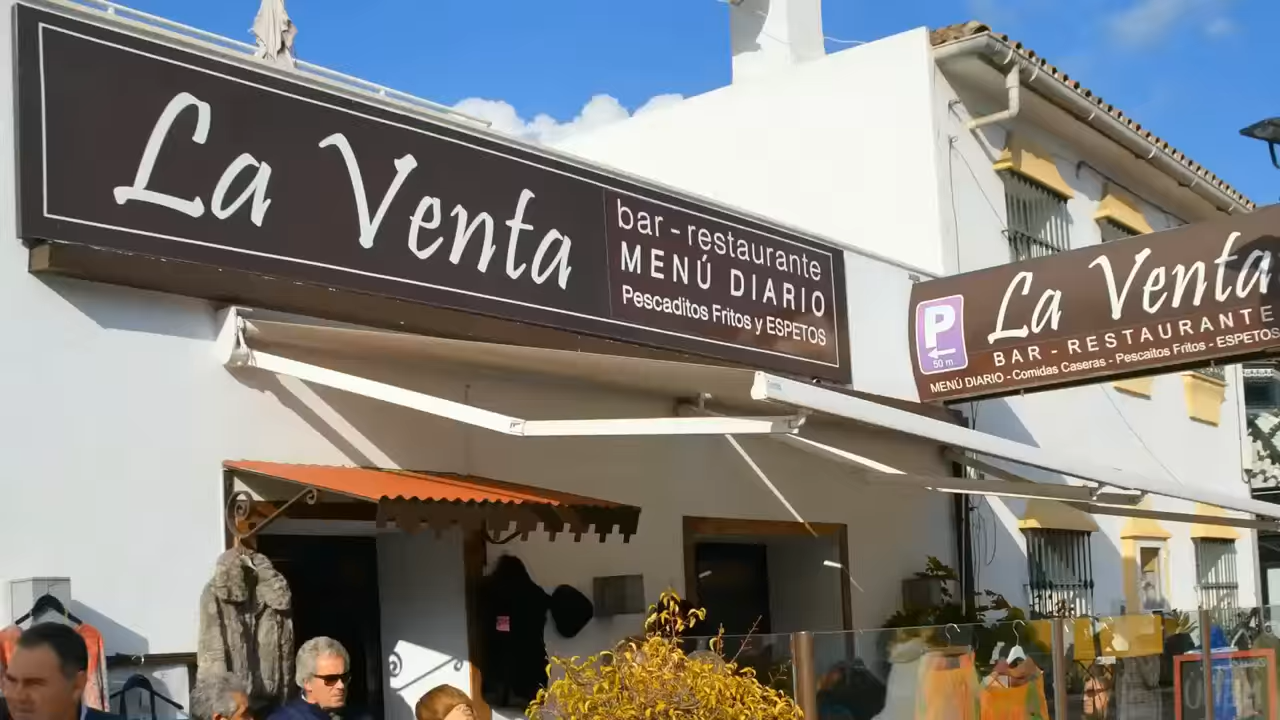 La Venta
bar - restaurante
MENÚ DIARIO
Pescaditos Fritos y ESPETOS
P
50 m
La Venta
BAR - RESTAURANTE
MENÚ DIARIO - Comidas Caseras - Pescaitos Fritos - ESPETOS